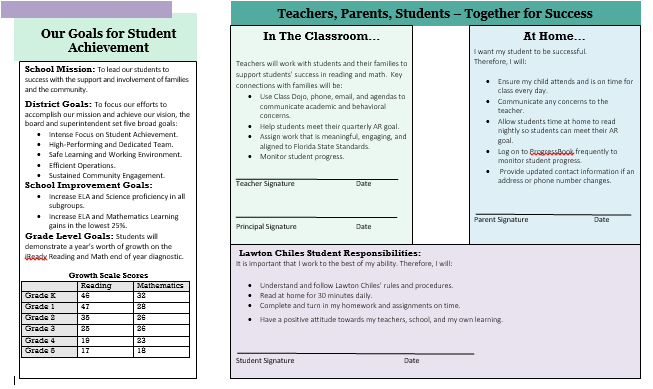 Our Goals for Student
Achievement
School Mission: To lead our students to
success with the support and involvement of families
and the community.
District Goals: To focus our efforts to
accomplish our mission and achieve our vision, the
board and superintendent set five broad goals:
• Intense Focus on Student Achievement.
• High-Performing and Dedicated Team.
• Safe Learning and Working Environment.
• Efficient Operations.
• Sustained Community Engagement.
School Improvement Goals:
• Increase ELA and Science proficiency in all
subgroups.
• Increase ELA and Mathematics Learning
gains in the lowest 25%.
Grade Level Goals: Students will
demonstrate a year's worth of growth on the
iReady Reading and Math end of year diagnostic.
Growth Scale Scores
Reading Mathematics
Grade K 46 32
Grade 1 47 28
Grade 2 35 26
Grade 3 25 26
Grade 4 19 23
Grade 5 17 18
Teachers, Parents, Students – Together for Success
In The Classroom...
Teachers will work with students and their families to
support students' success in reading and math. Key
connections with families will be:
• Use Class Dojo, phone, email, and agendas to
communicate academic and behavioral
concerns.
• Help students meet their quarterly AR goal.
• Assign work that is meaningful, engaging, and
aligned to Florida State Standards.
• Monitor student progress.
Teacher Signature Date
Principal Signature Date
At Home...
I want my student to be successful.
Therefore, I will:
• Ensure my child attends and is on time for
class every day.
• Communicate any concerns to the
teacher.
• Allow students time at home to read
nightly so students can meet their AR
goal.
• Log on to ProgressBook frequently to
monitor student progress.
• Provide updated contact information if an
address or phone number changes.
Parent Signature Date
Lawton Chiles Student Responsibilities:
It is important that I work to the best of my ability. Therefore, I will:
• Understand and follow Lawton Chiles' rules and procedures.
• Read at home for 30 minutes daily.
• Complete and turn in my homework and assignments on time.
• Have a positive attitude towards my teachers, school, and my own learning.
Student Signature Date